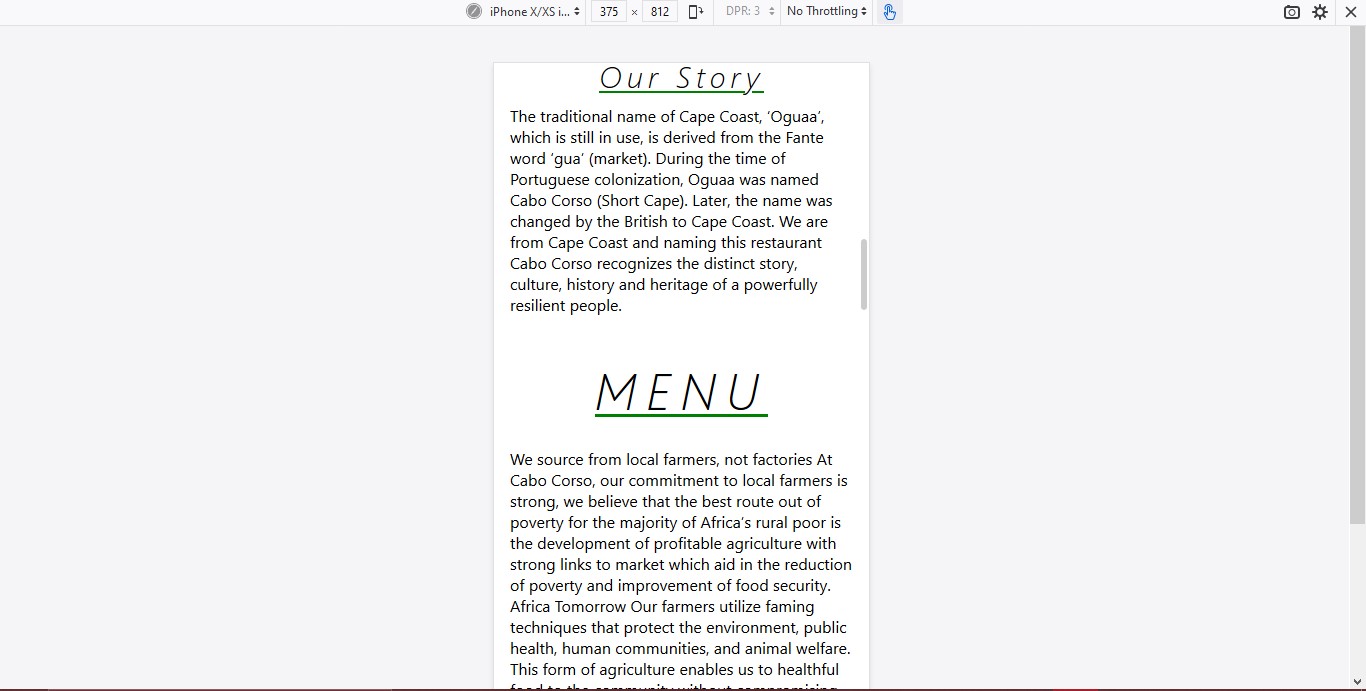 iPhone X/XS i... 375 × 812 DPR: 3 No Throttling
Our Story
The traditional name of Cape Coast, ‘Oguaa’,
which is still in use, is derived from the Fante
word ‘gua’ (market). During the time of
Portuguese colonization, Oguaa was named
Cabo Corso (Short Cape). Later, the name was
changed by the British to Cape Coast. We are
from Cape Coast and naming this restaurant
Cabo Corso recognizes the distinct story,
culture, history and heritage of a powerfully
resilient people.
MENU
We source from local farmers, not factories At
Cabo Corso, our commitment to local farmers is
strong, we believe that the best route out of
poverty for the majority of Africa’s rural poor is
the development of profitable agriculture with
strong links to market which aid in the reduction
of poverty and improvement of food security.
Africa Tomorrow Our farmers utilize faming
techniques that protect the environment, public
health, human communities, and animal welfare.
This form of agriculture enables us to healthful
food to the community without compromising